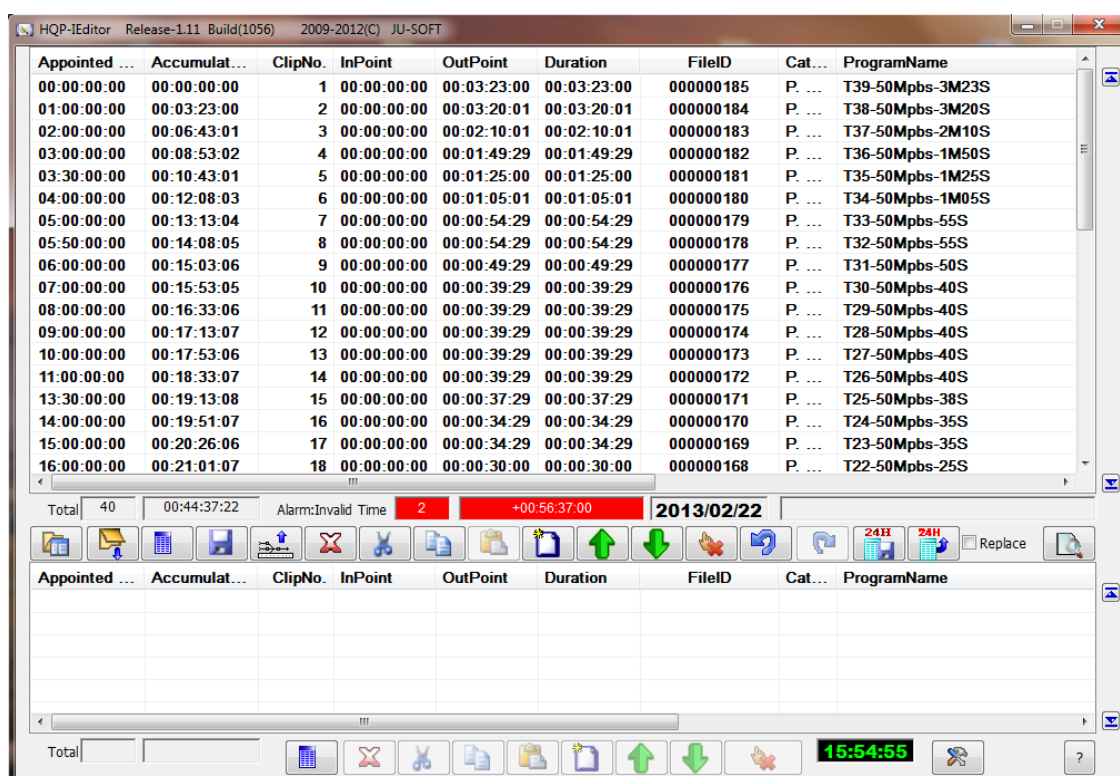 HQP-IEditor Release-1.11 Build(1056) 2009-2012(C) JU-SOFT
Appointed ... Accumulat... ClipNo. InPoint OutPoint Duration FileID Cat... ProgramName
00:00:00:00 00:00:00:00 1 00:00:00:00 00:03:23:00 00:03:23:00 000000185 P. ... T39-50Mpbs-3M23S
01:00:00:00 00:03:23:00 2 00:00:00:00 00:03:20:01 00:03:20:01 000000184 P. ... T38-50Mpbs-3M20S
02:00:00:00 00:06:43:01 3 00:00:00:00 00:02:10:01 00:02:10:01 000000183 P. ... T37-50Mpbs-2M10S
03:00:00:00 00:08:53:02 4 00:00:00:00 00:01:49:29 00:01:49:29 000000182 P. ... T36-50Mpbs-1M50S
03:30:00:00 00:10:43:01 5 00:00:00:00 00:01:25:00 00:01:25:00 000000181 P. ... T35-50Mpbs-1M25S
04:00:00:00 00:12:08:03 6 00:00:00:00 00:01:05:01 00:01:05:01 000000180 P. ... T34-50Mpbs-1M05S
05:00:00:00 00:13:13:04 7 00:00:00:00 00:00:54:29 00:00:54:29 000000179 P. ... T33-50Mpbs-55S
05:50:00:00 00:14:08:05 8 00:00:00:00 00:00:54:29 00:00:54:29 000000178 P. ... T32-50Mpbs-55S
06:00:00:00 00:15:03:06 9 00:00:00:00 00:00:49:29 00:00:49:29 000000177 P. ... T31-50Mpbs-50S
07:00:00:00 00:15:53:05 10 00:00:00:00 00:00:39:29 00:00:39:29 000000176 P. ... T30-50Mpbs-40S
08:00:00:00 00:16:33:06 11 00:00:00:00 00:00:39:29 00:00:39:29 000000175 P. ... T29-50Mpbs-40S
09:00:00:00 00:17:13:07 12 00:00:00:00 00:00:39:29 00:00:39:29 000000174 P. ... T28-50Mpbs-40S
10:00:00:00 00:17:53:06 13 00:00:00:00 00:00:39:29 00:00:39:29 000000173 P. ... T27-50Mpbs-40S
11:00:00:00 00:18:33:07 14 00:00:00:00 00:00:39:29 00:00:39:29 000000172 P. ... T26-50Mpbs-40S
13:30:00:00 00:19:13:08 15 00:00:00:00 00:00:37:29 00:00:37:29 000000171 P. ... T25-50Mpbs-38S
14:00:00:00 00:19:51:07 16 00:00:00:00 00:00:34:29 00:00:34:29 000000170 P. ... T24-50Mpbs-35S
15:00:00:00 00:20:26:06 17 00:00:00:00 00:00:34:29 00:00:34:29 000000169 P. ... T23-50Mpbs-35S
16:00:00:00 00:21:01:07 18 00:00:00:00 00:00:30:00 00:00:30:00 000000168 P. ... T22-50Mpbs-25S
Total 40 00:44:37:22 Alarm:Invalid Time 2 +00:56:37:00 2013/02/22
24H 24H Replace
Appointed ... Accumulat... ClipNo. InPoint OutPoint Duration FileID Cat... ProgramName
Total 15:54:55 ?